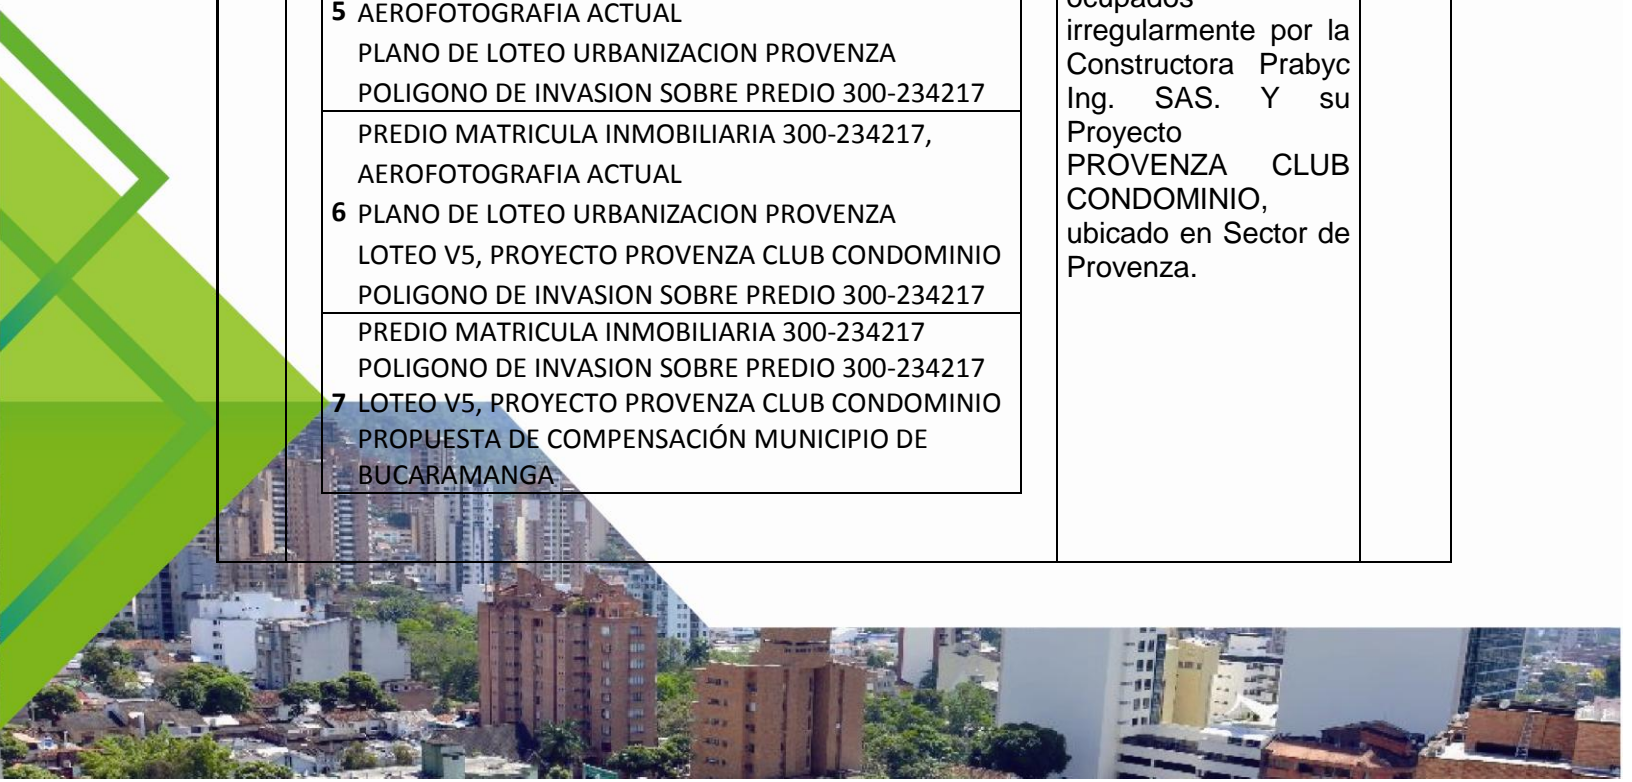 5 AEROFOTOGRAFIA ACTUAL
PLANO DE LOTEO URBANIZACION PROVENZA
POLIGONO DE INVASION SOBRE PREDIO 300-234217
PREDIO MATRICULA INMOBILIARIA 300-234217,
AEROFOTOGRAFIA ACTUAL
6 PLANO DE LOTEO URBANIZACION PROVENZA
LOTEO V5, PROYECTO PROVENZA CLUB CONDOMINIO
POLIGONO DE INVASION SOBRE PREDIO 300-234217
PREDIO MATRICULA INMOBILIARIA 300-234217
POLIGONO DE INVASION SOBRE PREDIO 300-234217
7 LOTEO V5, PROYECTO PROVENZA CLUB CONDOMINIO
PROPUESTA DE COMPENSACIÓN MUNICIPIO DE
BUCARAMANGA
ocupados
irregularmente por la
Constructora Prabyc
Ing. SAS. Y su
Proyecto
PROVENZA CLUB
CONDOMINIO,
ubicado en Sector de
Provenza.